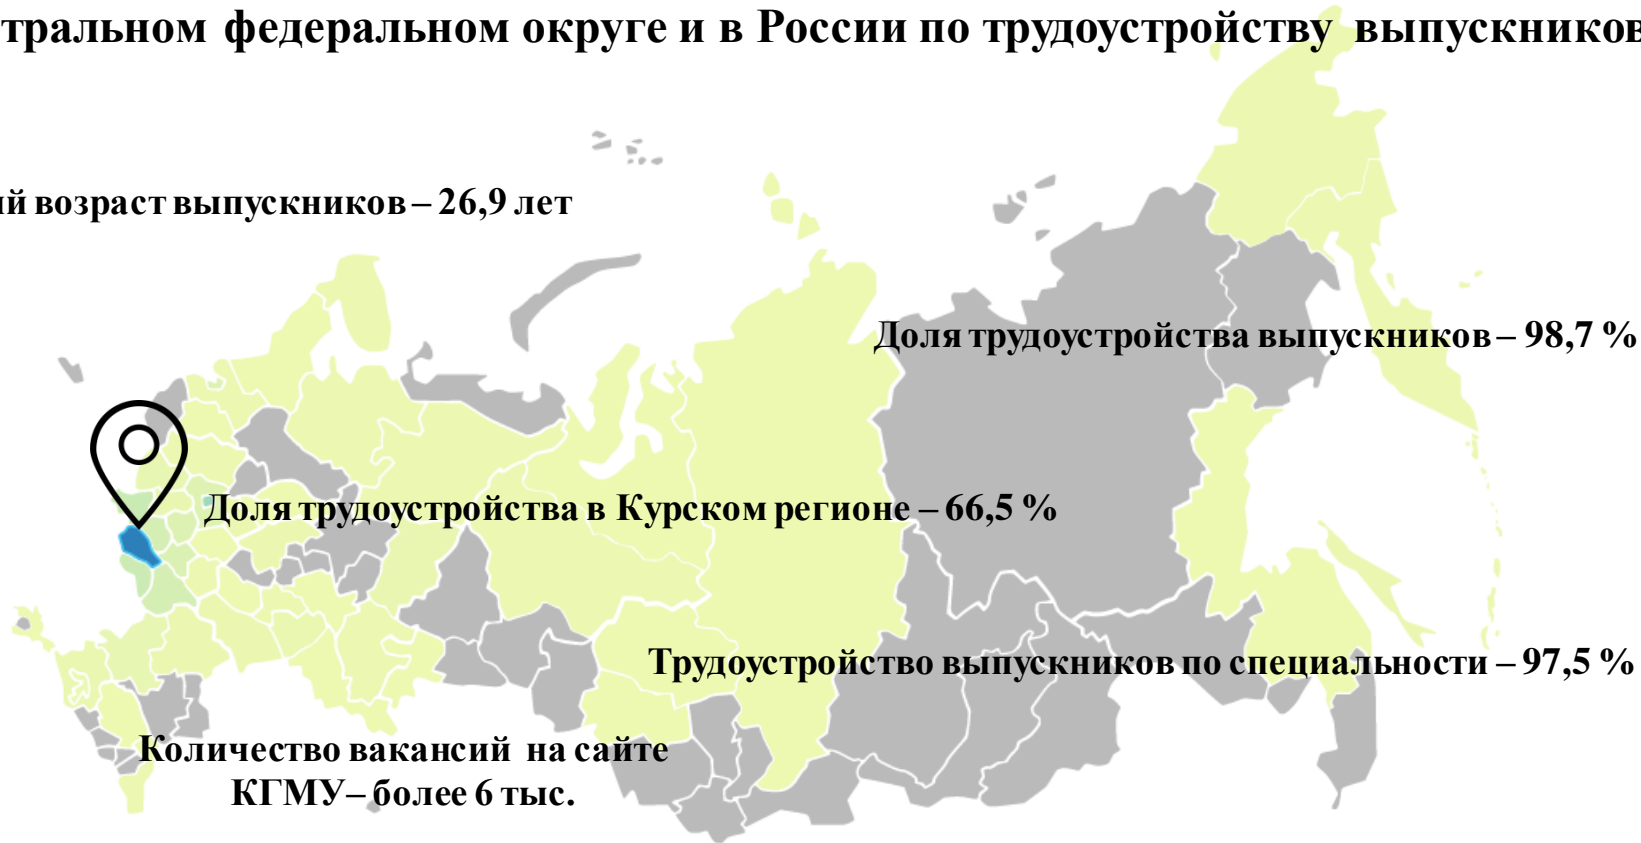 тральном федеральном округе и в России по трудоустройству выпускников
й возраст выпускников – 26,9 лет
Доля трудоустройства выпускников – 98,7 %
Доля трудоустройства в Курском регионе – 66,5 %
Трудоустройство выпускников по специальности – 97,5 %
Количество вакансий на сайте
КГМУ– более 6 тыс.